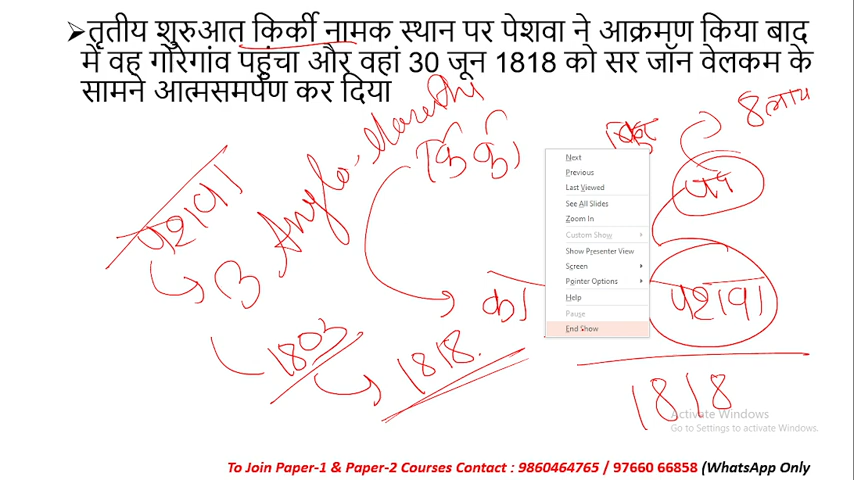 ➢तृतीय शुरुआत किर्की नामक स्थान पर पेशवा ने आक्रमण किया बाद
में वह गोरेगांव पहुंचा और वहां 30 जून 1818 को सर जॉन वेलकम के
सामने आत्मसमर्पण कर दिया
8 लाख
किर्की
पेशवा
3 Anglo-Maratha
का
पेशवा
1803
1818.
1818
Next
Previous
Last Viewed
See All Slides
Zoom In
Custom Show
Show Presenter View
Screen
Pointer Options
Help
Pause
End Show
Activate Windows
Go to Settings to activate Windows.
To Join Paper-1 & Paper-2 Courses Contact : 9860464765 / 97660 66858 (WhatsApp Only